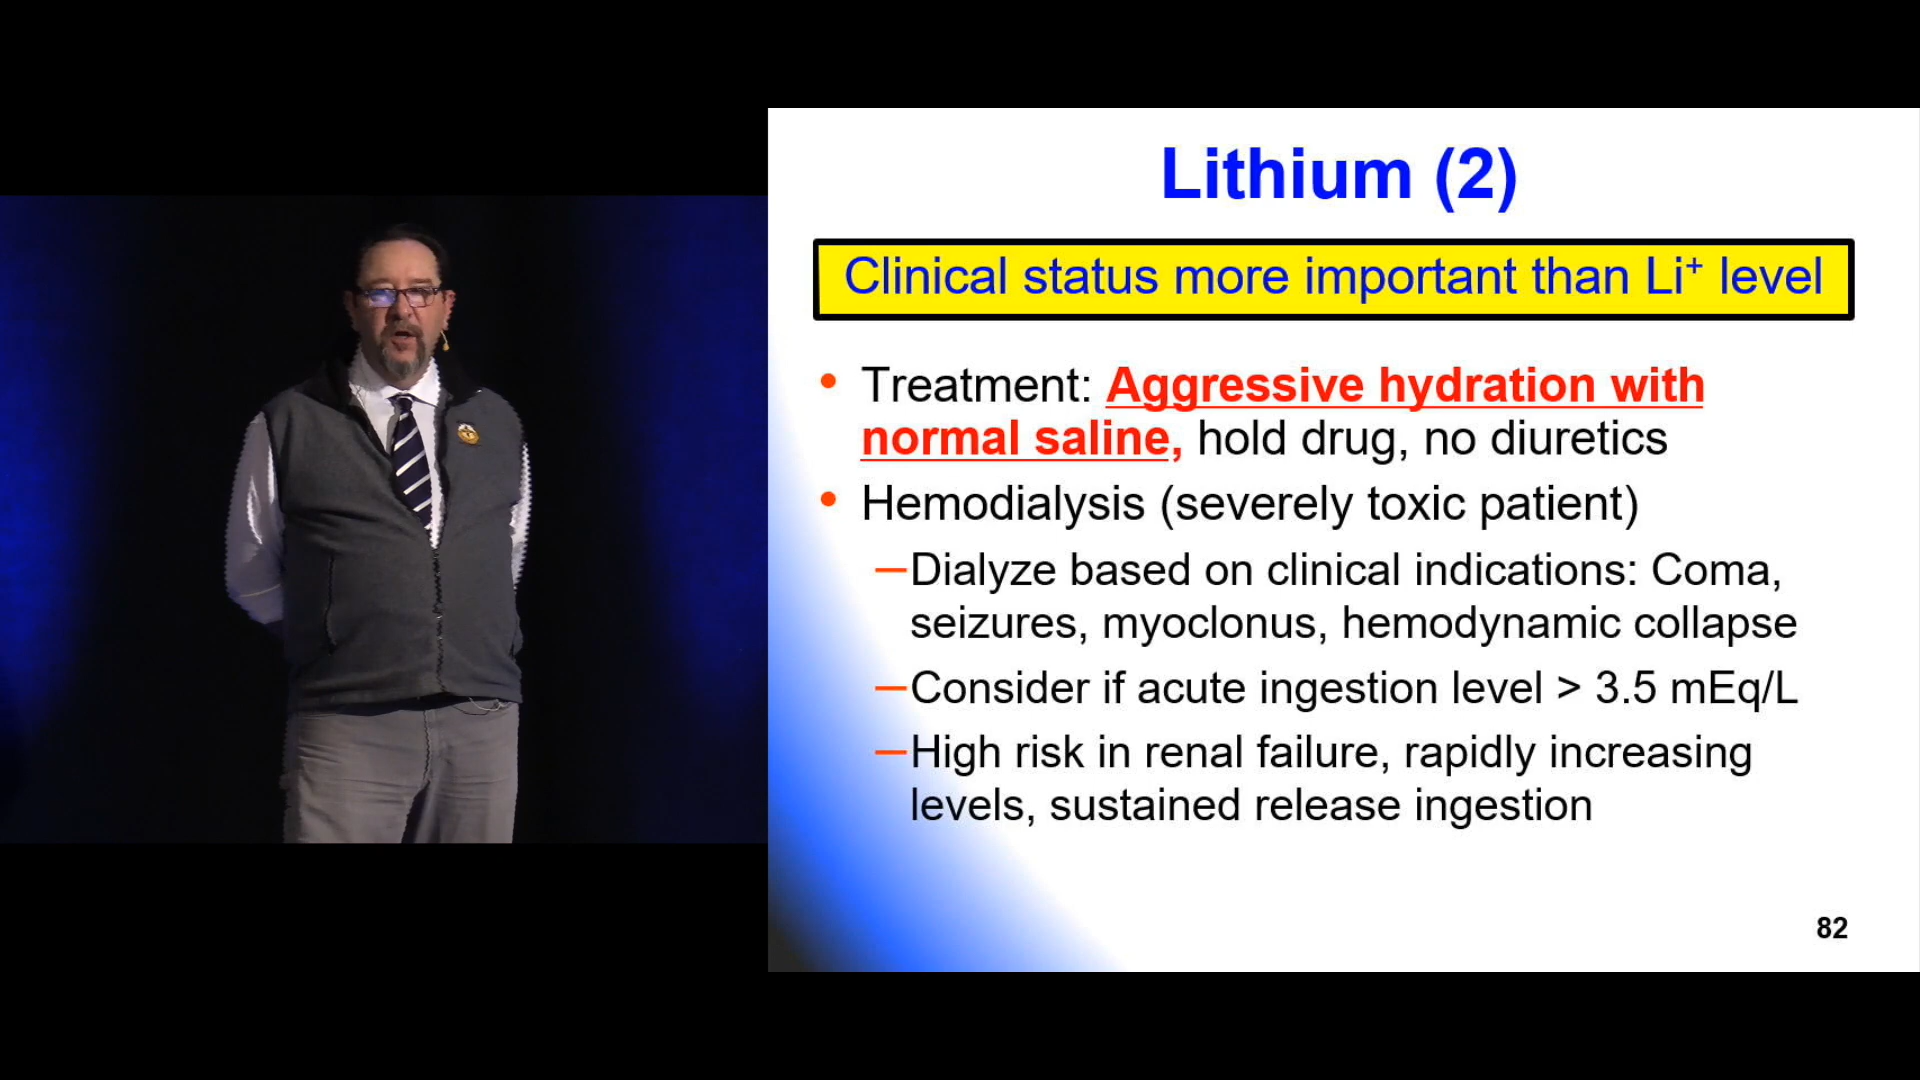 Lithium (2)
Clinical status more important than Li⁺ level
• Treatment: Aggressive hydration with
normal saline, hold drug, no diuretics
• Hemodialysis (severely toxic patient)
–Dialyze based on clinical indications: Coma,
seizures, myoclonus, hemodynamic collapse
–Consider if acute ingestion level > 3.5 mEq/L
–High risk in renal failure, rapidly increasing
levels, sustained release ingestion
82